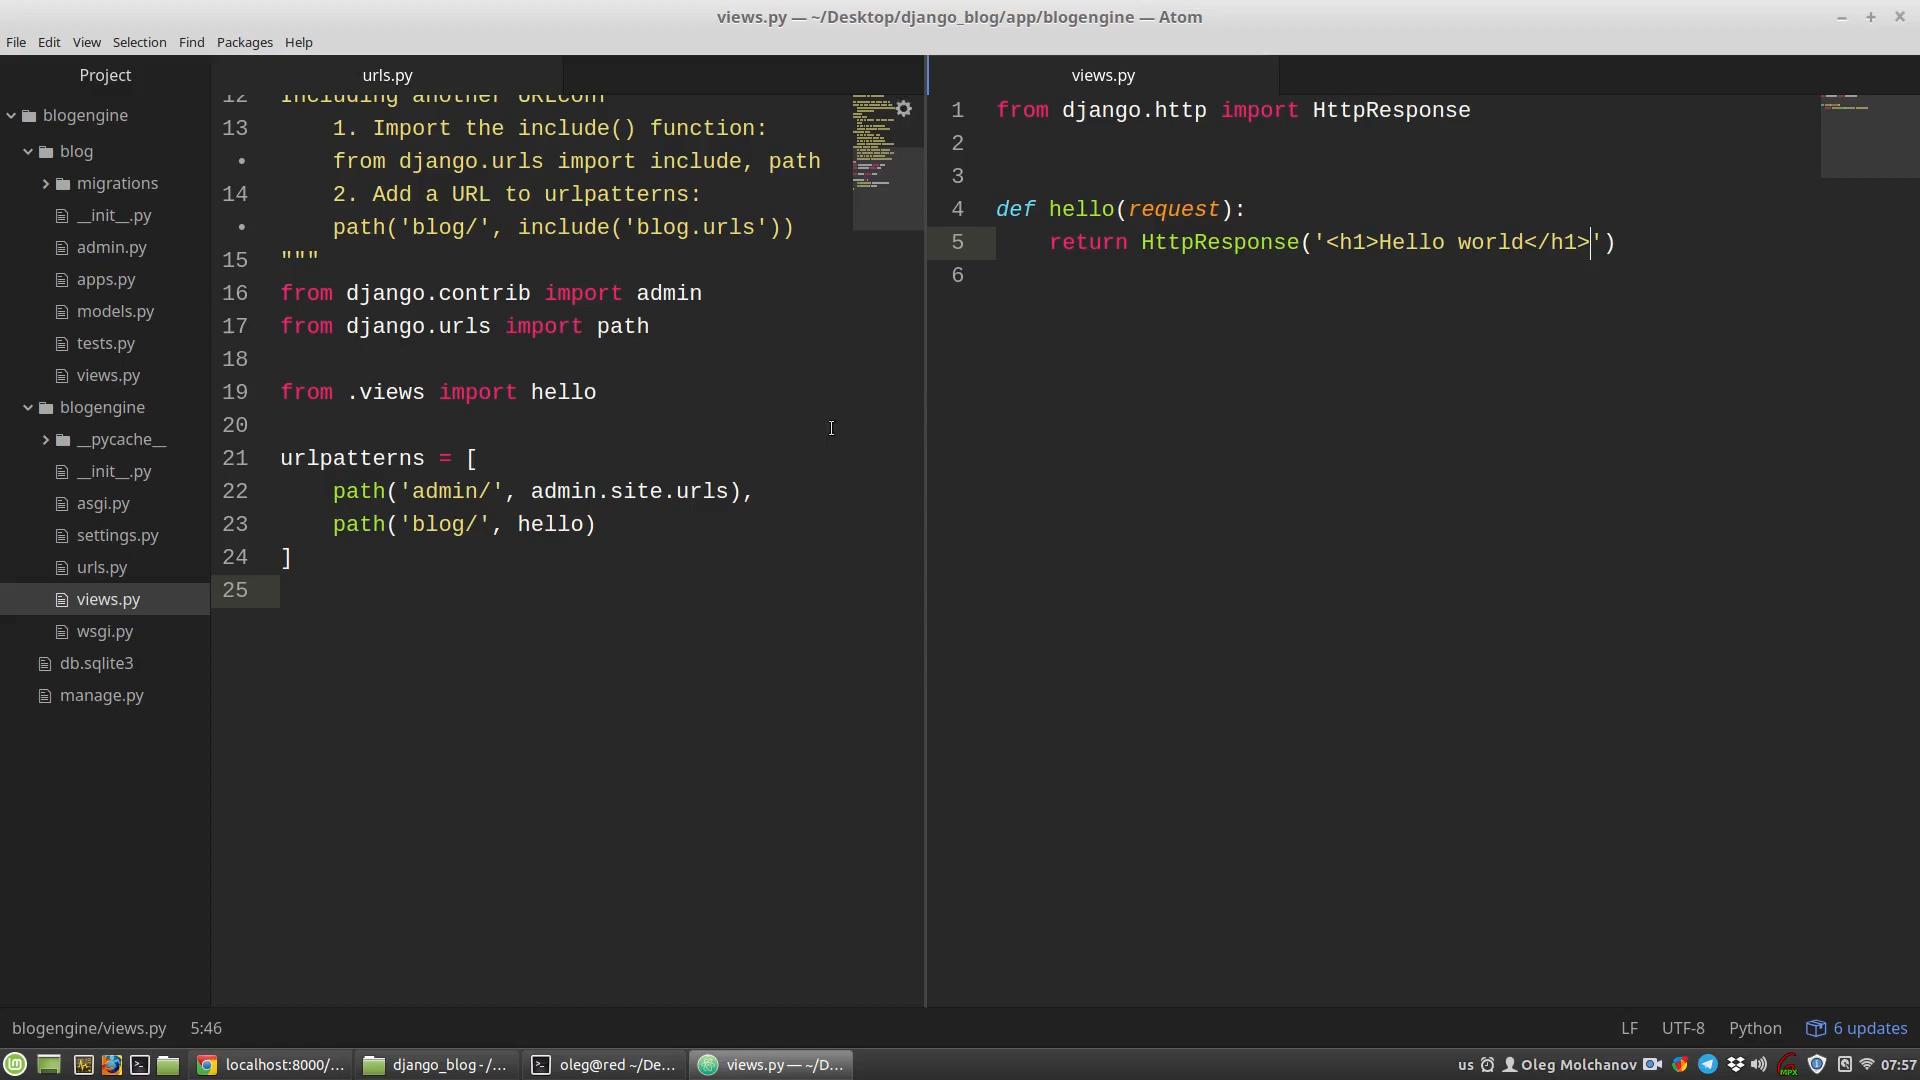 views.py — ~/Desktop/django_blog/app/blogengine — Atom
File Edit View Selection Find Packages Help
Project
blogengine
blog
migrations
__init__.py
admin.py
apps.py
models.py
tests.py
views.py
blogengine
__pycache__
__init__.py
asgi.py
settings.py
urls.py
views.py
wsgi.py
db.sqlite3
manage.py
urls.py
12 Including another URLconf
13     1. Import the include() function:
•     from django.urls import include, path
14     2. Add a URL to urlpatterns:
•     path('blog/', include('blog.urls'))
15 """
16 from django.contrib import admin
17 from django.urls import path
18
19 from .views import hello
20
21 urlpatterns = [
22     path('admin/', admin.site.urls),
23     path('blog/', hello)
24 ]
25
views.py
1 from django.http import HttpResponse
2
3
4 def hello(request):
5     return HttpResponse('<h1>Hello world</h1>')
6
blogengine/views.py 5:46
LF UTF-8 Python 6 updates
localhost:8000/... django_blog - /... oleg@red ~/De... views.py — ~/D... us Oleg Molchanov MPX 07:57